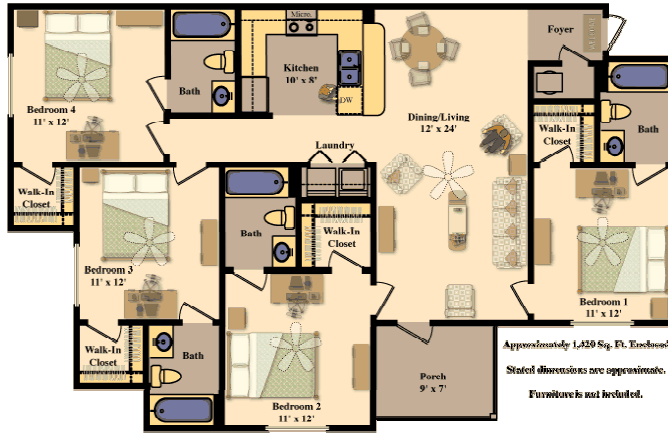 Micro.
Foyer
Kitchen
10' x 8'
Bath
DW
Bedroom 4
11' x 12'
Dining/Living
12' x 24'
Walk-In
Closet
Bath
Laundry
Walk-In
Closet
Bath
Walk-In
Closet
Bedroom 3
11' x 12'
Bedroom 1
11' x 12'
Walk-In
Closet
Bath
Porch
9' x 7'
Bedroom 2
11' x 12'
Approximately 1,429 Sq. Ft. Enclosed
Stated dimensions are approximate.
Furniture is not included.